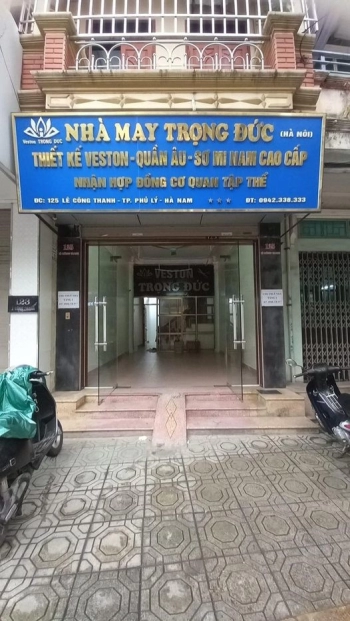 Veston TRỌNG ĐỨC
NHÀ MAY TRỌNG ĐỨC (HÀ NỘI)
THIẾT KẾ VESTON - QUẦN ÂU - SƠ MI NAM CAO CẤP
NHẬN HỢP ĐỒNG CƠ QUAN TẬP THỂ
ĐC: 125 LÊ CÔNG THANH - TP. PHỦ LÝ - HÀ NAM * * * ĐT: 0942.338.333
VESTON
TRỌNG ĐỨC